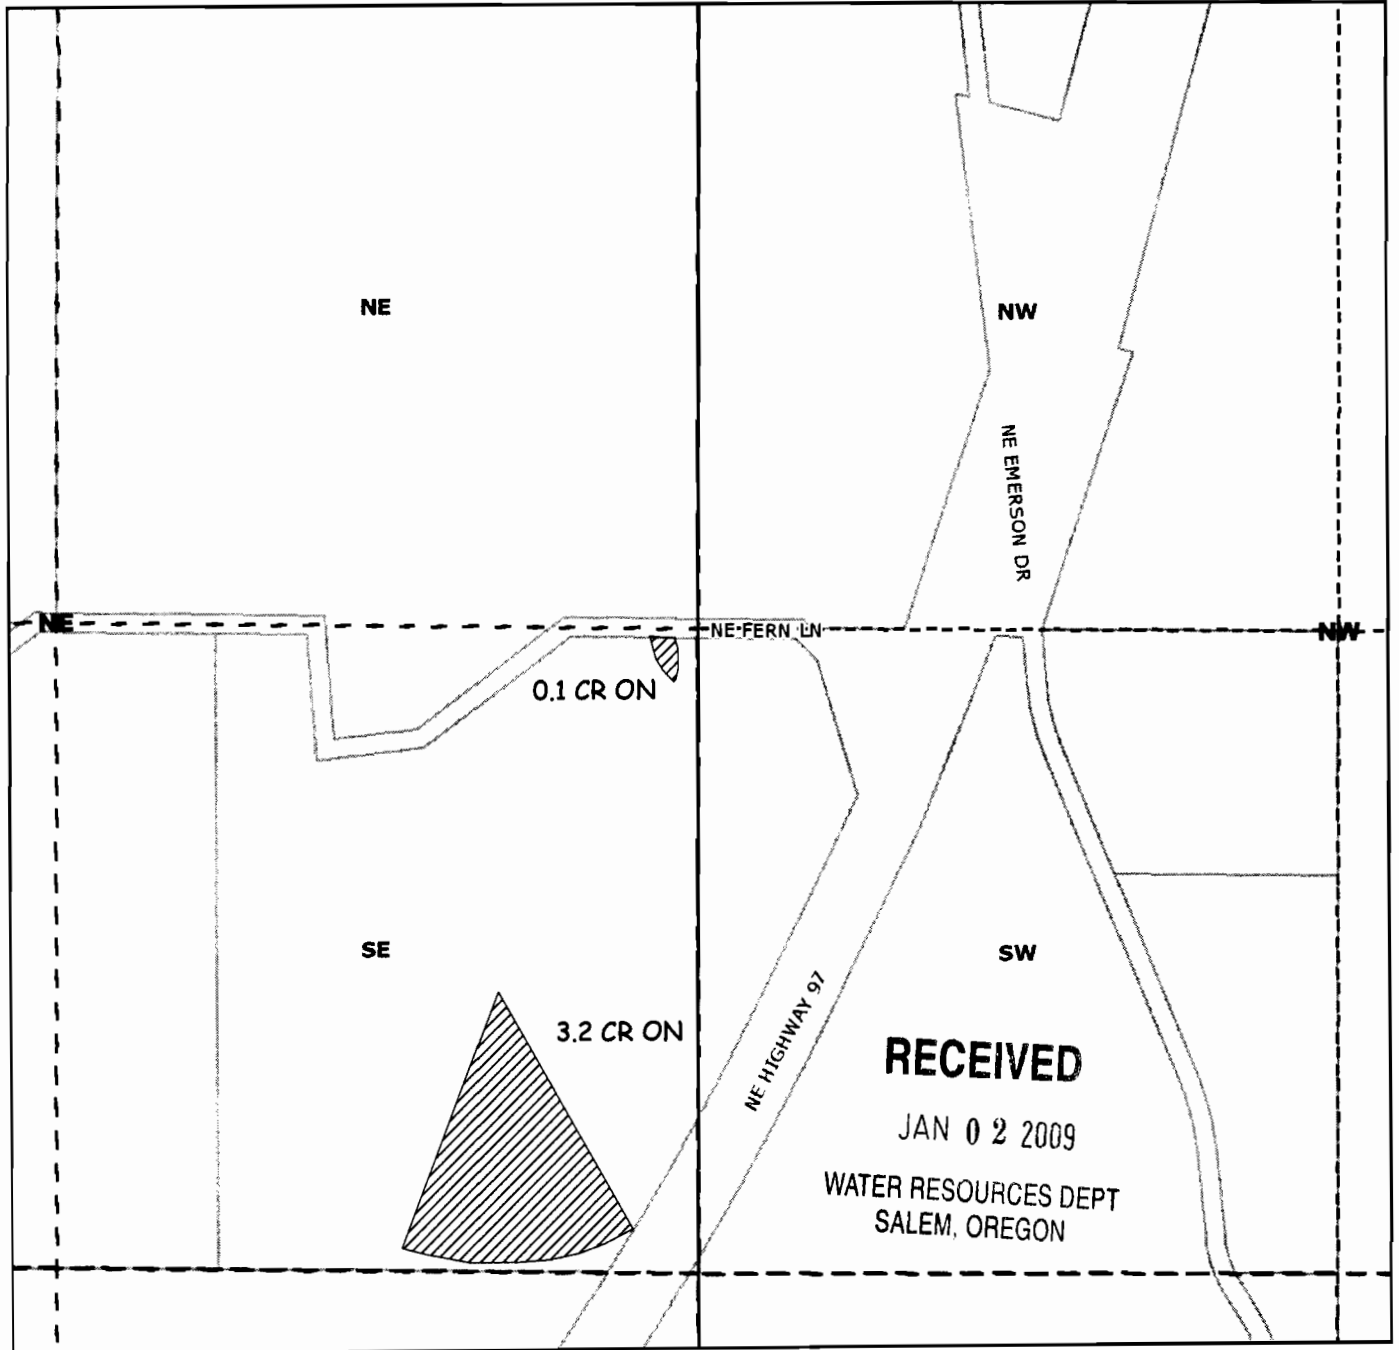 NE
NW
NE EMERSON DR
NE
NE FERN LN
NW
0.1 CR ON
SE
SW
3.2 CR ON
NE HIGHWAY 97
RECEIVED
JAN 02 2009
WATER RESOURCES DEPT
SALEM, OREGON